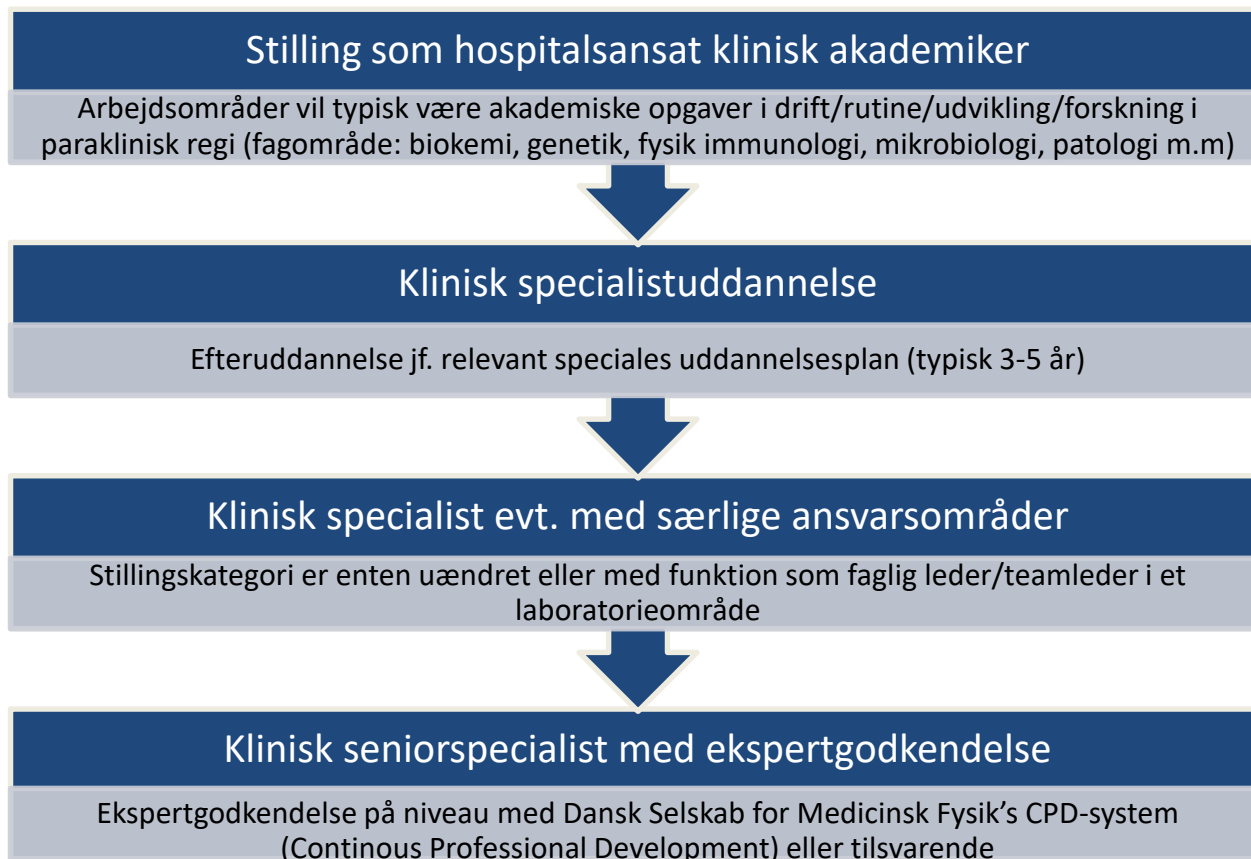 Stilling som hospitalsansat klinisk akademiker
Arbejdsområder vil typisk være akademiske opgaver i drift/rutine/udvikling/forskning i
paraklinisk regi (fagområde: biokemi, genetik, fysik immunologi, mikrobiologi, patologi m.m)
Klinisk specialistuddannelse
Efteruddannelse jf. relevant speciales uddannelsesplan (typisk 3-5 år)
Klinisk specialist evt. med særlige ansvarsområder
Stillingskategori er enten uændret eller med funktion som faglig leder/teamleder i et
laboratorieområde
Klinisk seniorspecialist med ekspertgodkendelse
Ekspertgodkendelse på niveau med Dansk Selskab for Medicinsk Fysik’s CPD-system
(Continous Professional Development) eller tilsvarende